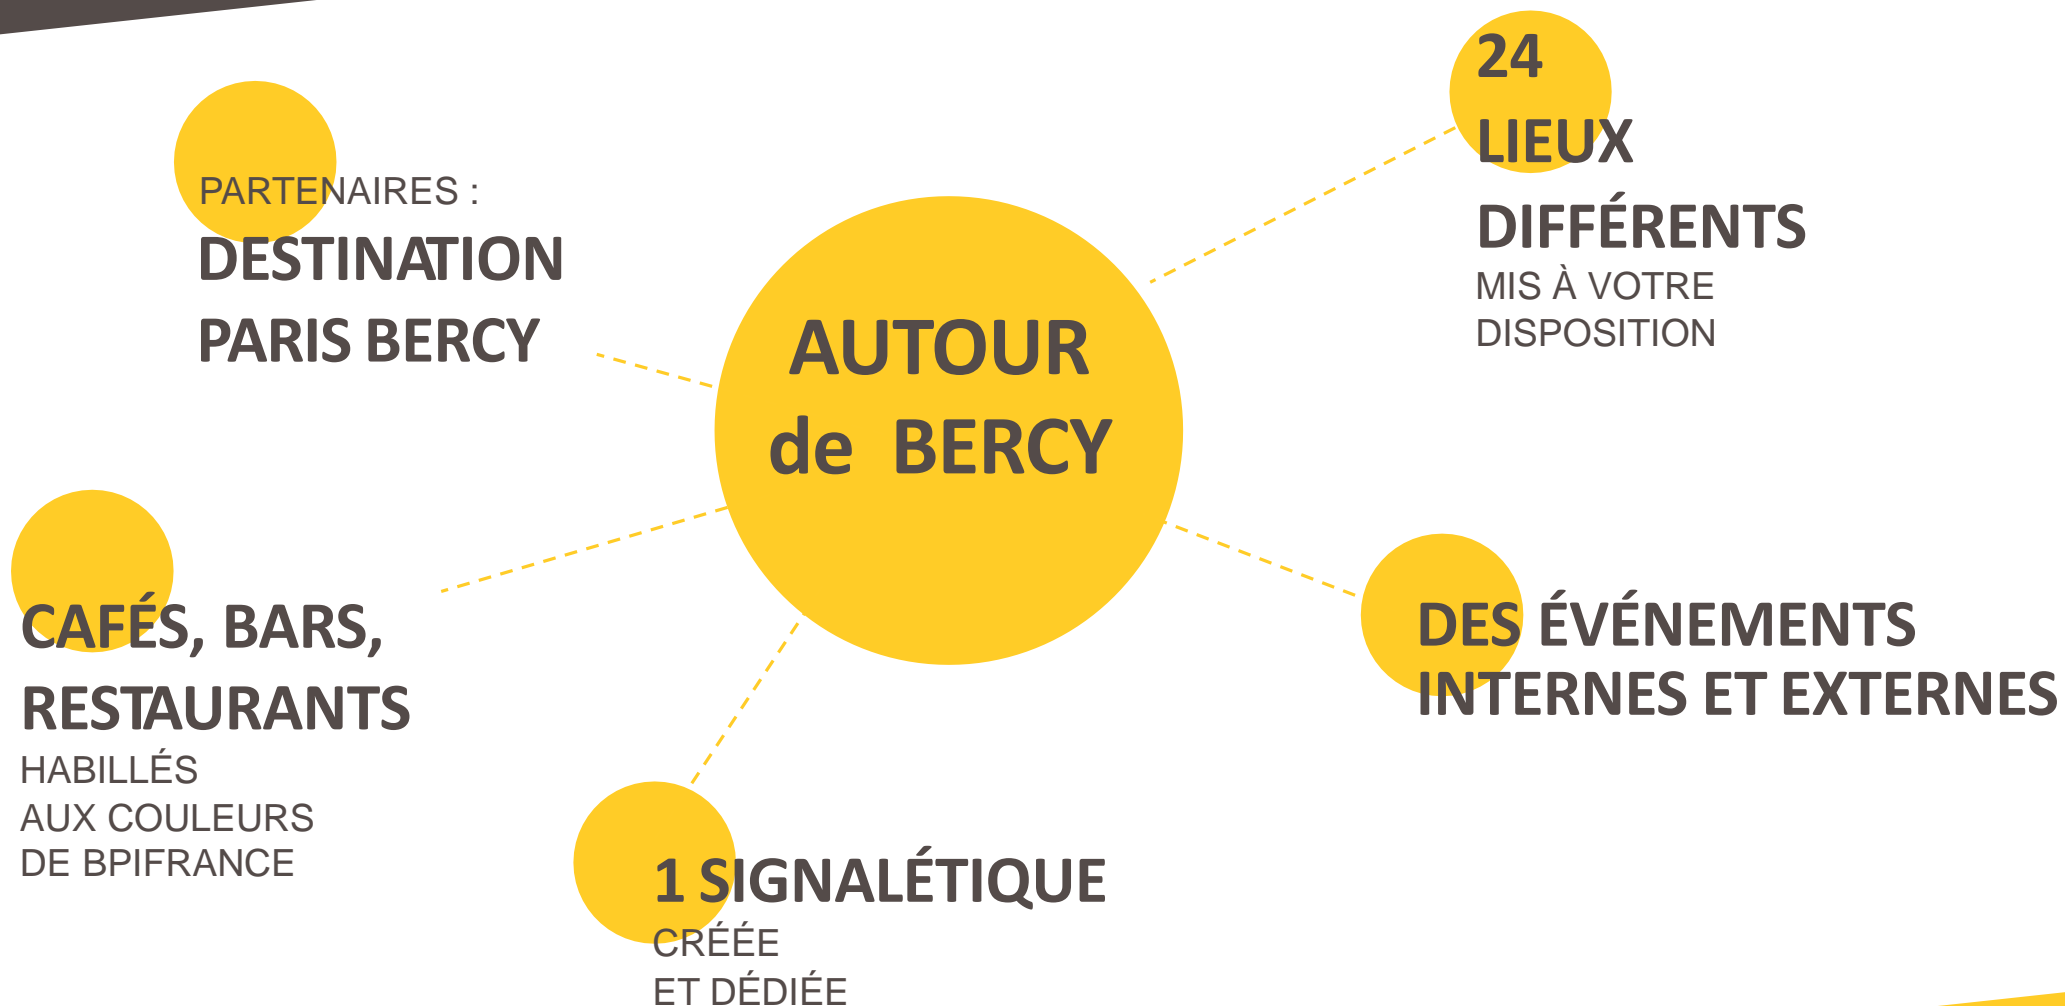 PARTENAIRES :
DESTINATION
PARIS BERCY
24
LIEUX
DIFFÉRENTS
MIS À VOTRE
DISPOSITION
AUTOUR
de BERCY
CAFÉS, BARS,
RESTAURANTS
HABILLÉS
AUX COULEURS
DE BPIFRANCE
DES ÉVÉNEMENTS
INTERNES ET EXTERNES
1 SIGNALÉTIQUE
CRÉÉE
ET DÉDIÉE